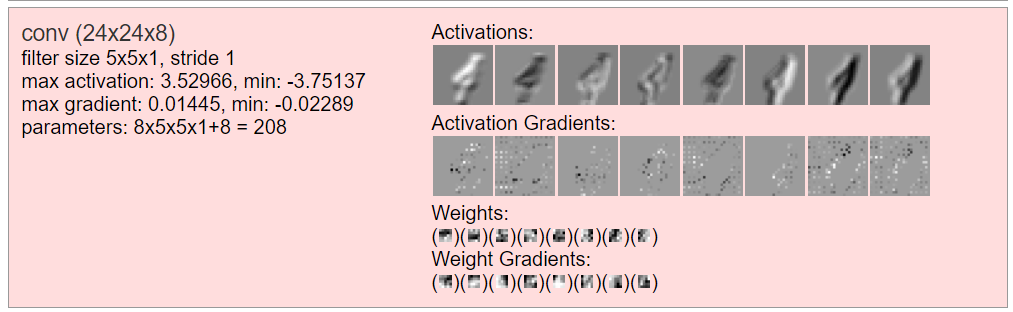 conv (24x24x8)
filter size 5x5x1, stride 1
max activation: 3.52966, min: -3.75137
max gradient: 0.01445, min: -0.02289
parameters: 8x5x5x1+8 = 208
Activations:
Activation Gradients:
Weights:
()()()()()()()()
Weight Gradients:
()()()()()()()()